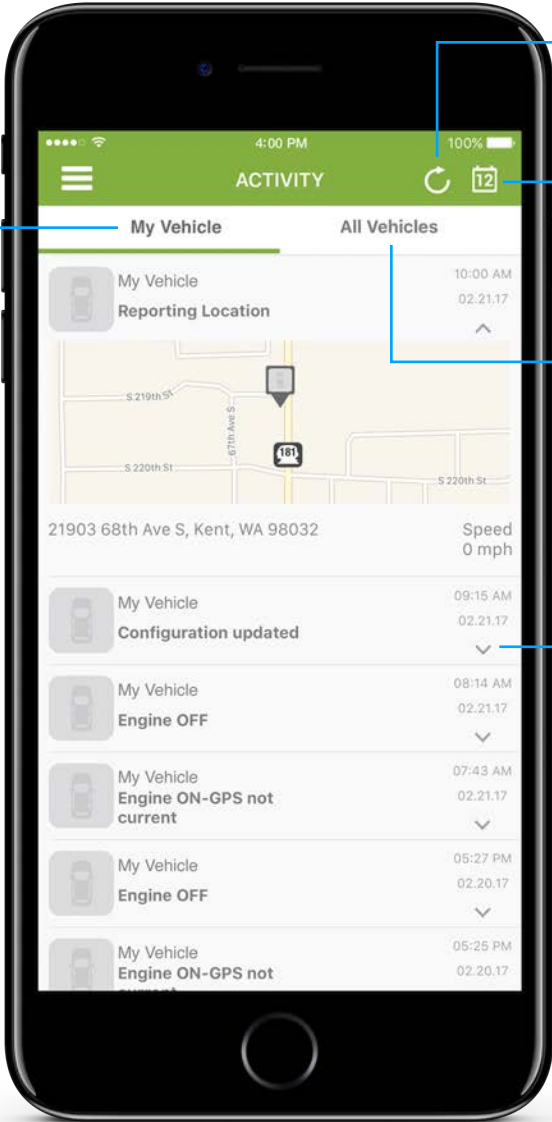 4:00 PM
100%
ACTIVITY
12
My Vehicle
All Vehicles
My Vehicle
10:00 AM
Reporting Location
02.21.17
S 219th St
67th Ave S
181
S 220th St
S 220th St
21903 68th Ave S, Kent, WA 98032
Speed
0 mph
My Vehicle
09:15 AM
Configuration updated
02.21.17
My Vehicle
08:14 AM
Engine OFF
02.21.17
My Vehicle
07:43 AM
Engine ON-GPS not
current
02.21.17
My Vehicle
05:27 PM
Engine OFF
02.20.17
My Vehicle
05:25 PM
Engine ON-GPS not
02.20.17